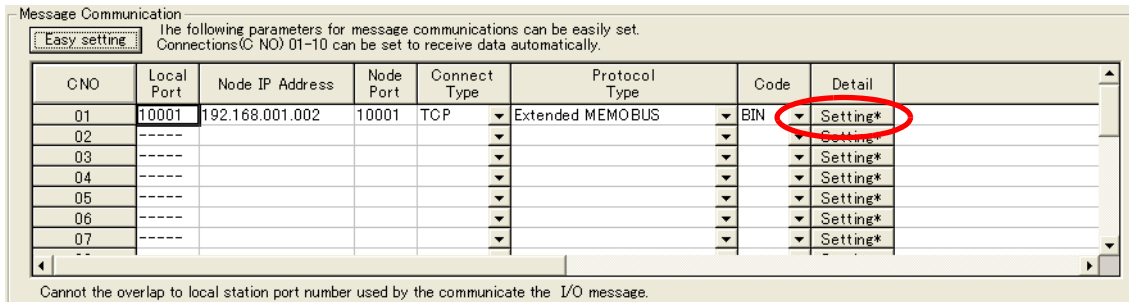 Message Communication
Easy setting
The following parameters for message communications can be easily set.
Connections(C NO) 01-10 can be set to receive data automatically.
CNO Local Port Node IP Address Node Port Connect Type Protocol Type Code Detail
01 10001 192.168.001.002 10001 TCP Extended MEMOBUS BIN Setting*
02 ----- Setting*
03 ----- Setting*
04 ----- Setting*
05 ----- Setting*
06 ----- Setting*
07 ----- Setting*
Cannot the overlap to local station port number used by the communicate the I/O message.